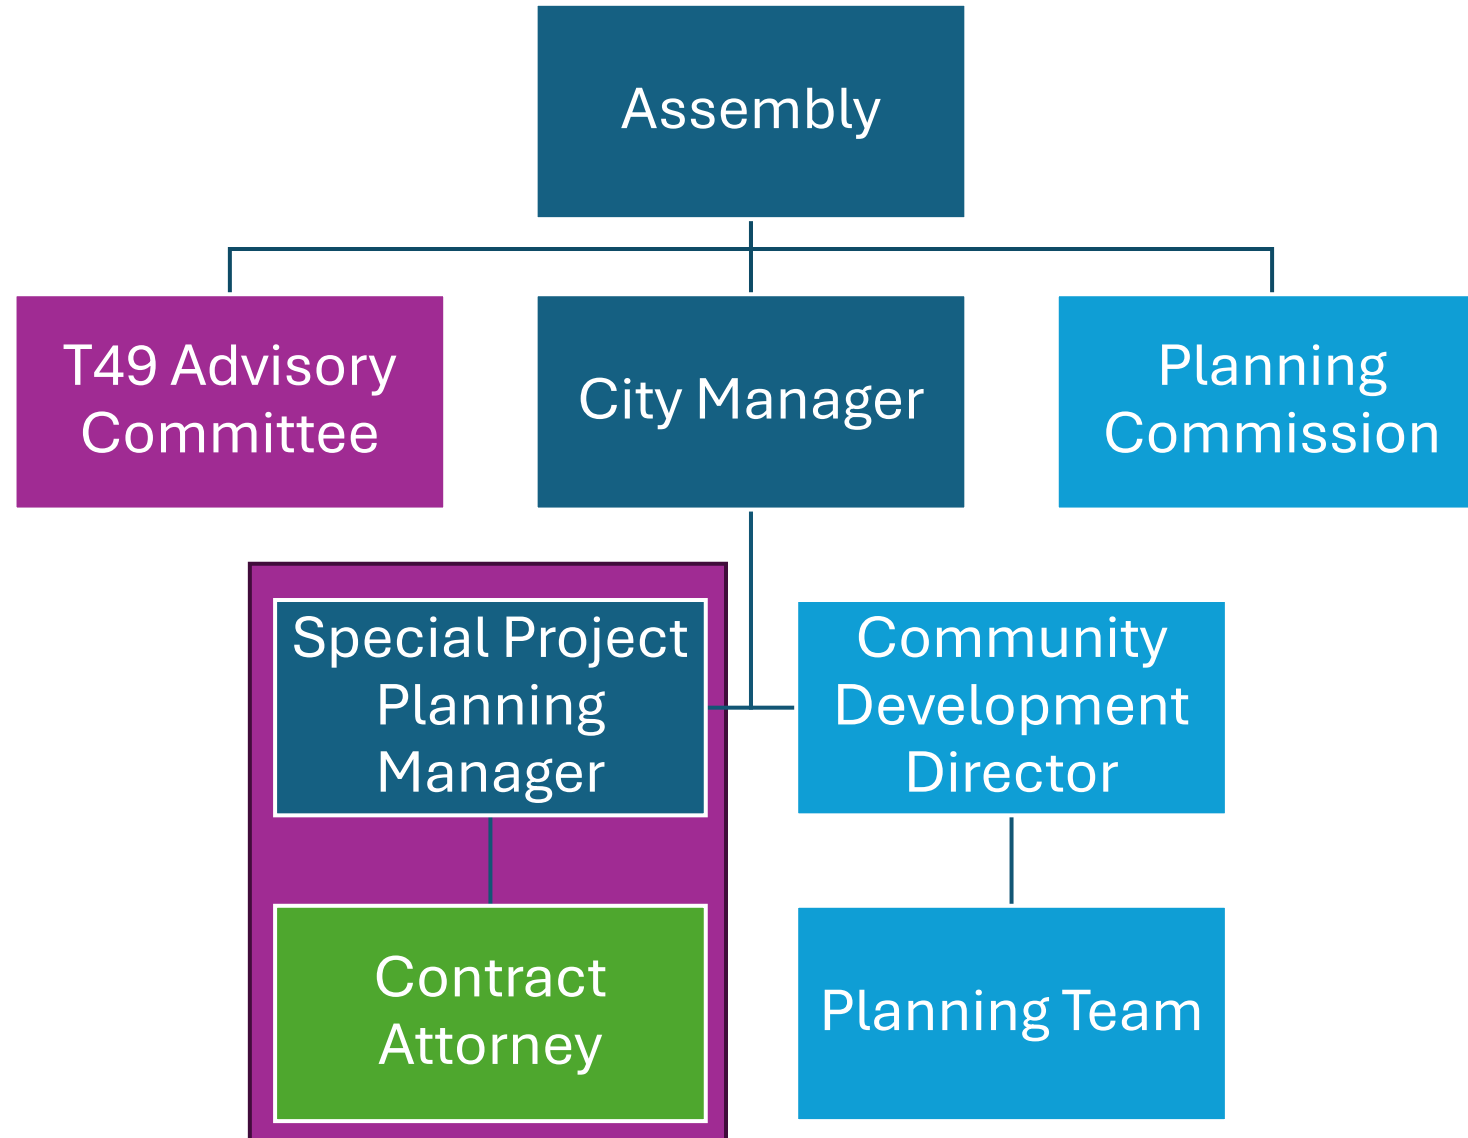 Assembly
T49 Advisory
Committee
City Manager
Planning
Commission
Special Project
Planning
Manager
Community
Development
Director
Contract
Attorney
Planning Team